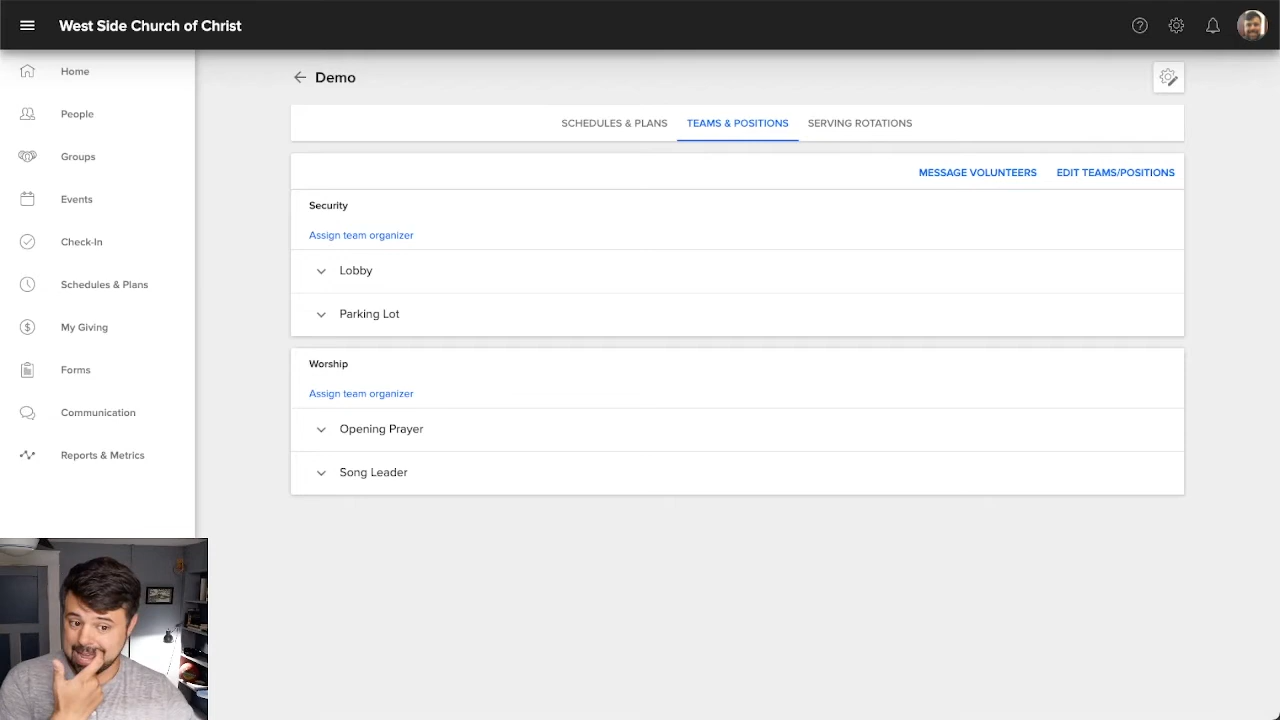 West Side Church of Christ
Home
People
Groups
Events
Check-In
Schedules & Plans
My Giving
Forms
Communication
Reports & Metrics
Demo
SCHEDULES & PLANS TEAMS & POSITIONS SERVING ROTATIONS
MESSAGE VOLUNTEERS EDIT TEAMS/POSITIONS
Security
Assign team organizer
Lobby
Parking Lot
Worship
Assign team organizer
Opening Prayer
Song Leader